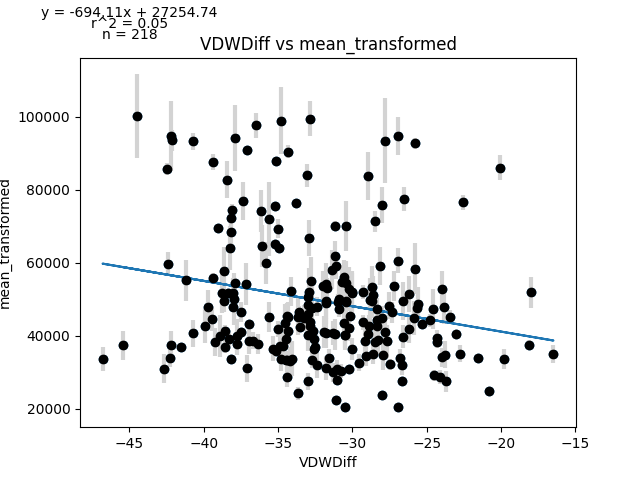 y = -694.11x + 27254.74
r^2 = 0.05
n = 218
VDWDiff vs mean_transformed
100000
80000
60000
40000
20000
mean_transformed
−45
−40
−35
−30
−25
−20
−15
VDWDiff